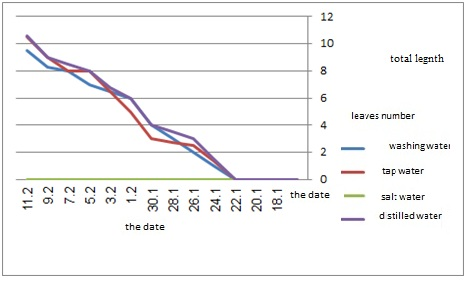 12
10
8
6
4
2
0
total legnth
leaves number
washing water
tap water
salt water
distilled water
11.2 9.2 7.2 5.2 3.2 1.2 30.1 28.1 26.1 24.1 22.1 20.1 18.1
the date
the date